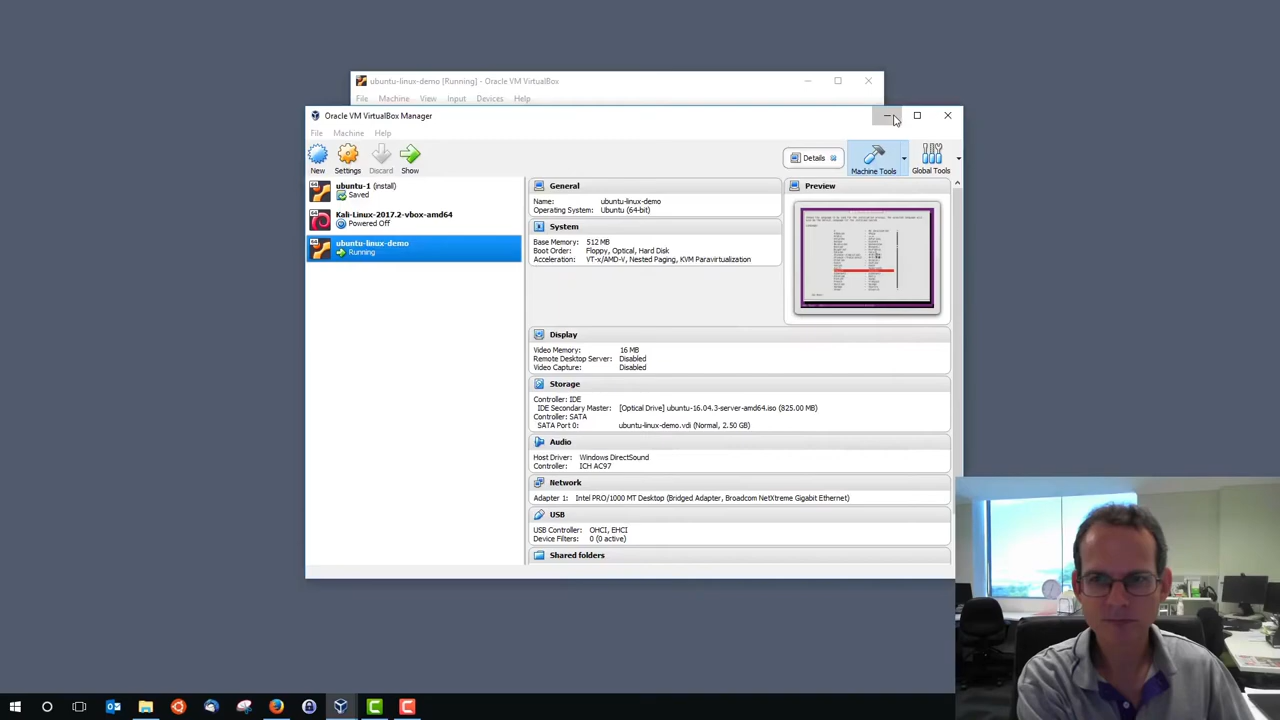 ubuntu-linux-demo [Running] - Oracle VM VirtualBox
File Machine View Input Devices Help
Oracle VM VirtualBox Manager
File Machine Help
New Settings Discard Show
Details Machine Tools Global Tools
ubuntu-1 (install)
Saved
Kali-Linux-2017.2-vbox-amd64
Powered Off
ubuntu-linux-demo
Running
General
Name: ubuntu-linux-demo
Operating System: Ubuntu (64-bit)
Preview
System
Base Memory: 512 MB
Boot Order: Floppy, Optical, Hard Disk
Acceleration: VT-x/AMD-V, Nested Paging, KVM Paravirtualization
Display
Video Memory: 16 MB
Remote Desktop Server: Disabled
Video Capture: Disabled
Storage
Controller: IDE
IDE Secondary Master: [Optical Drive] ubuntu-16.04.3-server-amd64.iso (825.00 MB)
Controller: SATA
SATA Port 0: ubuntu-linux-demo.vdi (Normal, 2.50 GB)
Audio
Host Driver: Windows DirectSound
Controller: ICH AC97
Network
Adapter 1: Intel PRO/1000 MT Desktop (Bridged Adapter, Broadcom NetXtreme Gigabit Ethernet)
USB
USB Controller: OHCI, EHCI
Device Filters: 0 (0 active)
Shared folders